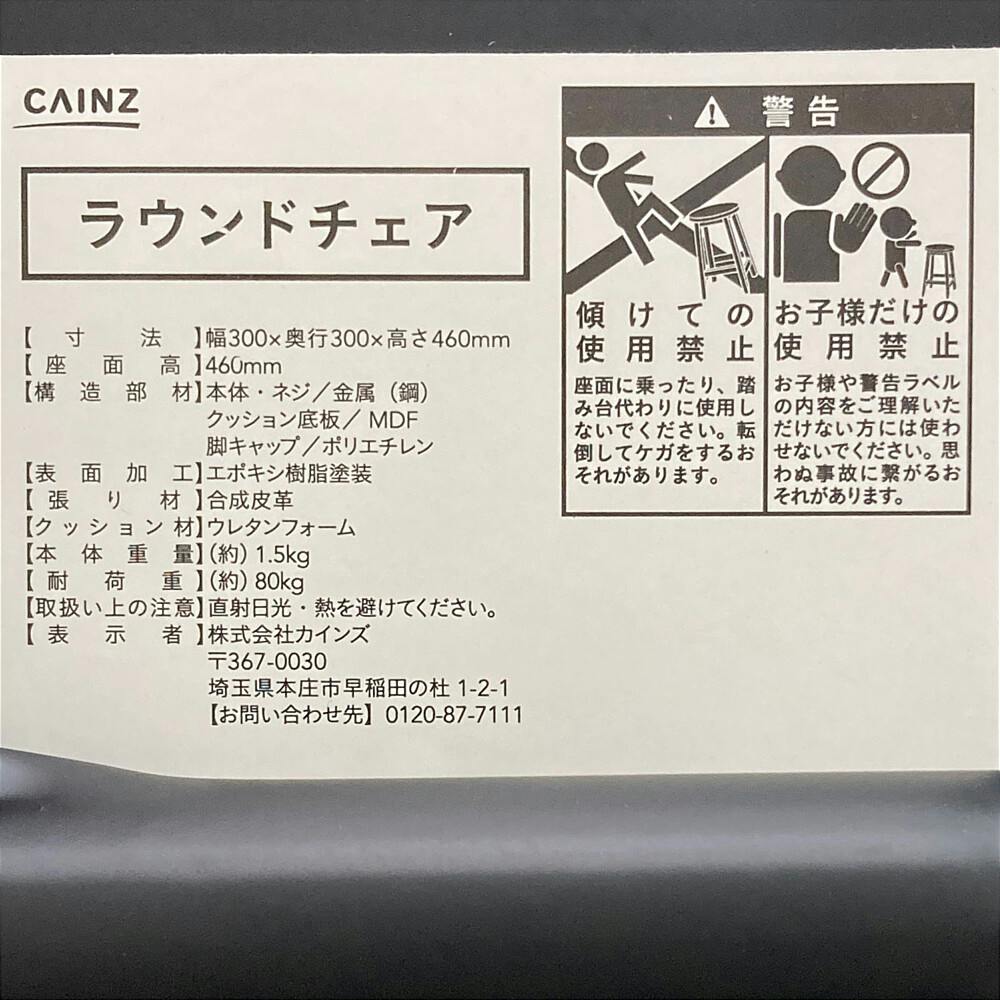 CAINZ
ラウンドチェア
【寸法】幅300×奥行300×高さ460mm
【座面高】460mm
【構造部材】本体・ネジ/金属(鋼)
クッション底板/MDF
脚キャップ/ポリエチレン
【表面加工】エポキシ樹脂塗装
【張り材】合成皮革
【クッション材】ウレタンフォーム
【本体重量】(約)1.5kg
【耐荷重】(約)80kg
【取扱い上の注意】直射日光・熱を避けてください。
【表示者】株式会社カインズ
〒367-0030
埼玉県本庄市早稲田の杜1-2-1
【お問い合わせ先】0120-87-7111
警告
傾けての
使用禁止
座面に乗ったり、踏
み台代わりに使用し
ないでください。転
倒してケガをするお
それがあります。
お子様だけの
使用禁止
お子様や警告ラベル
の内容をご理解いた
だけない方には使わ
せないでください。思
わぬ事故に繋がるお
それがあります。